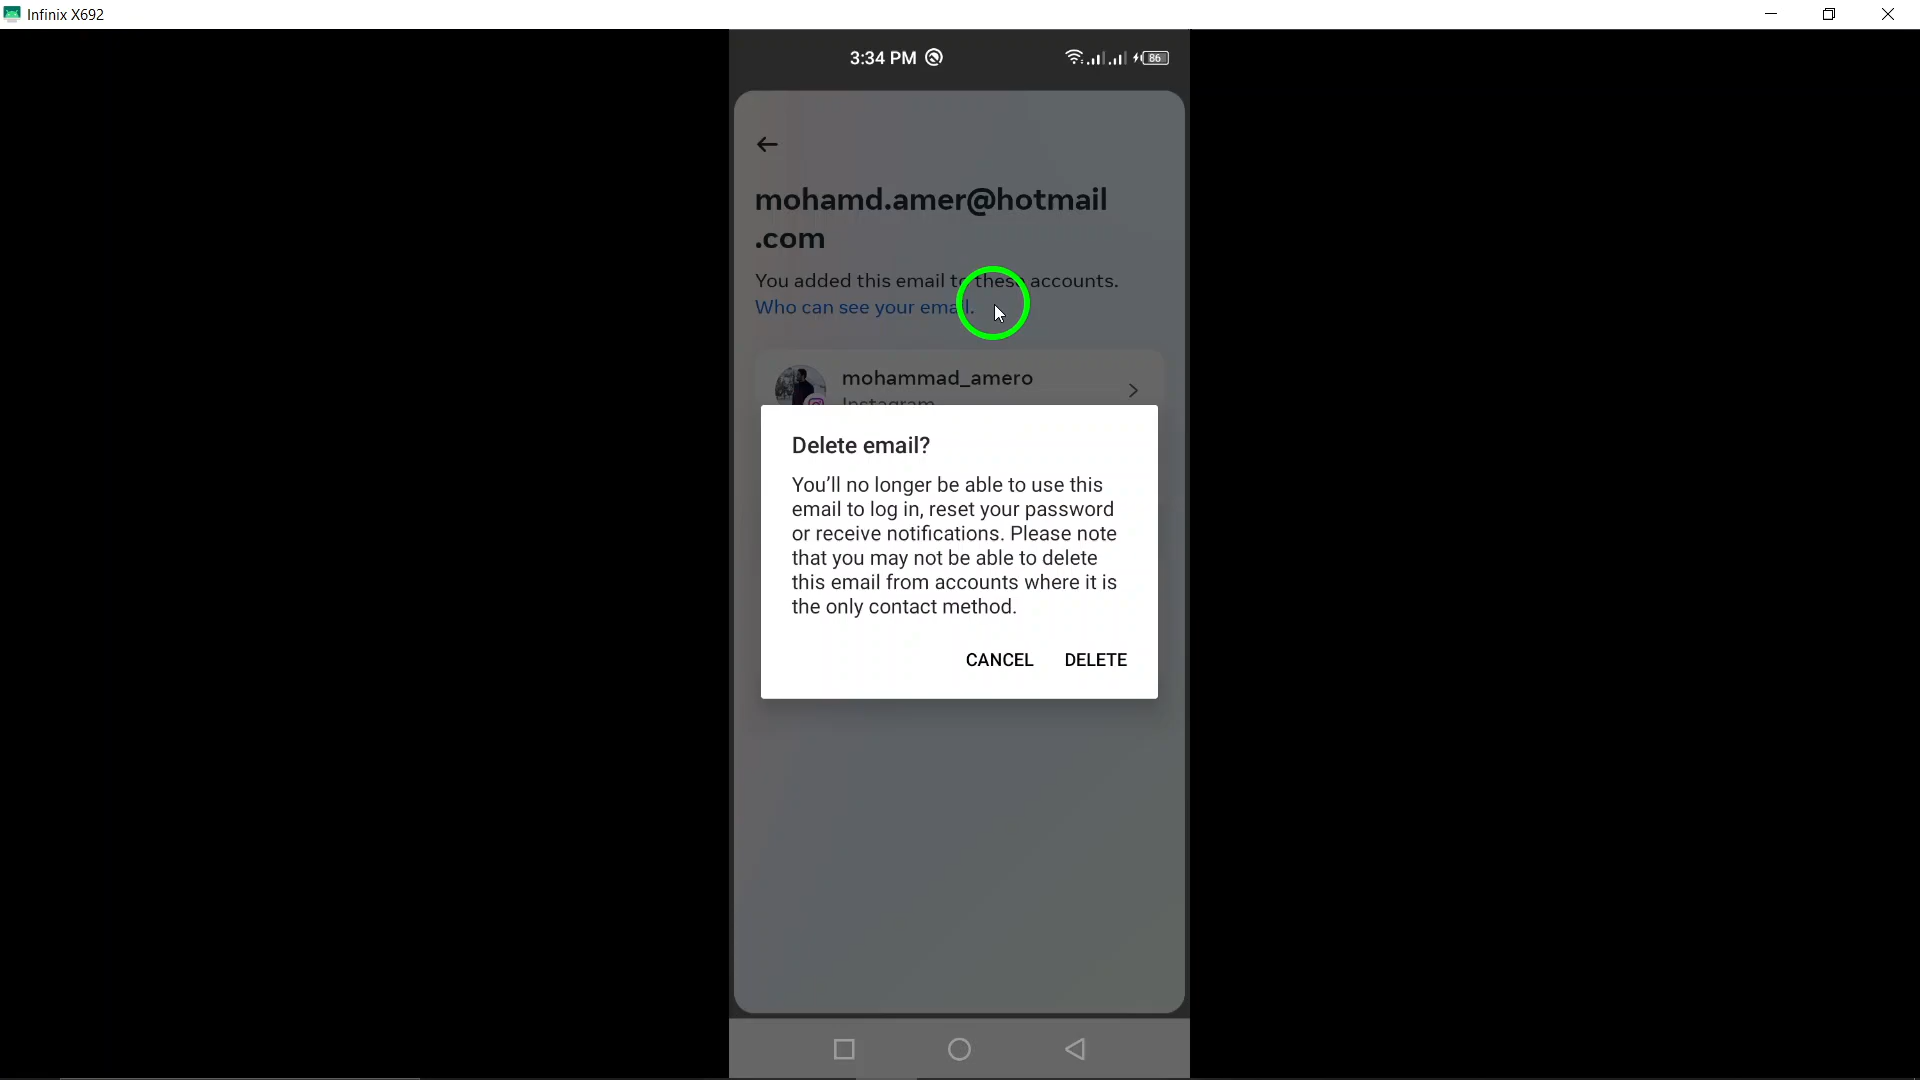 Infinix X692
3:34 PM
86
mohamd.amer@hotmail
.com
You added this email to these accounts.
Who can see your email.
mohammad_amero
Instagram
Delete email?
You'll no longer be able to use this
email to log in, reset your password
or receive notifications. Please note
that you may not be able to delete
this email from accounts where it is
the only contact method.
CANCEL DELETE